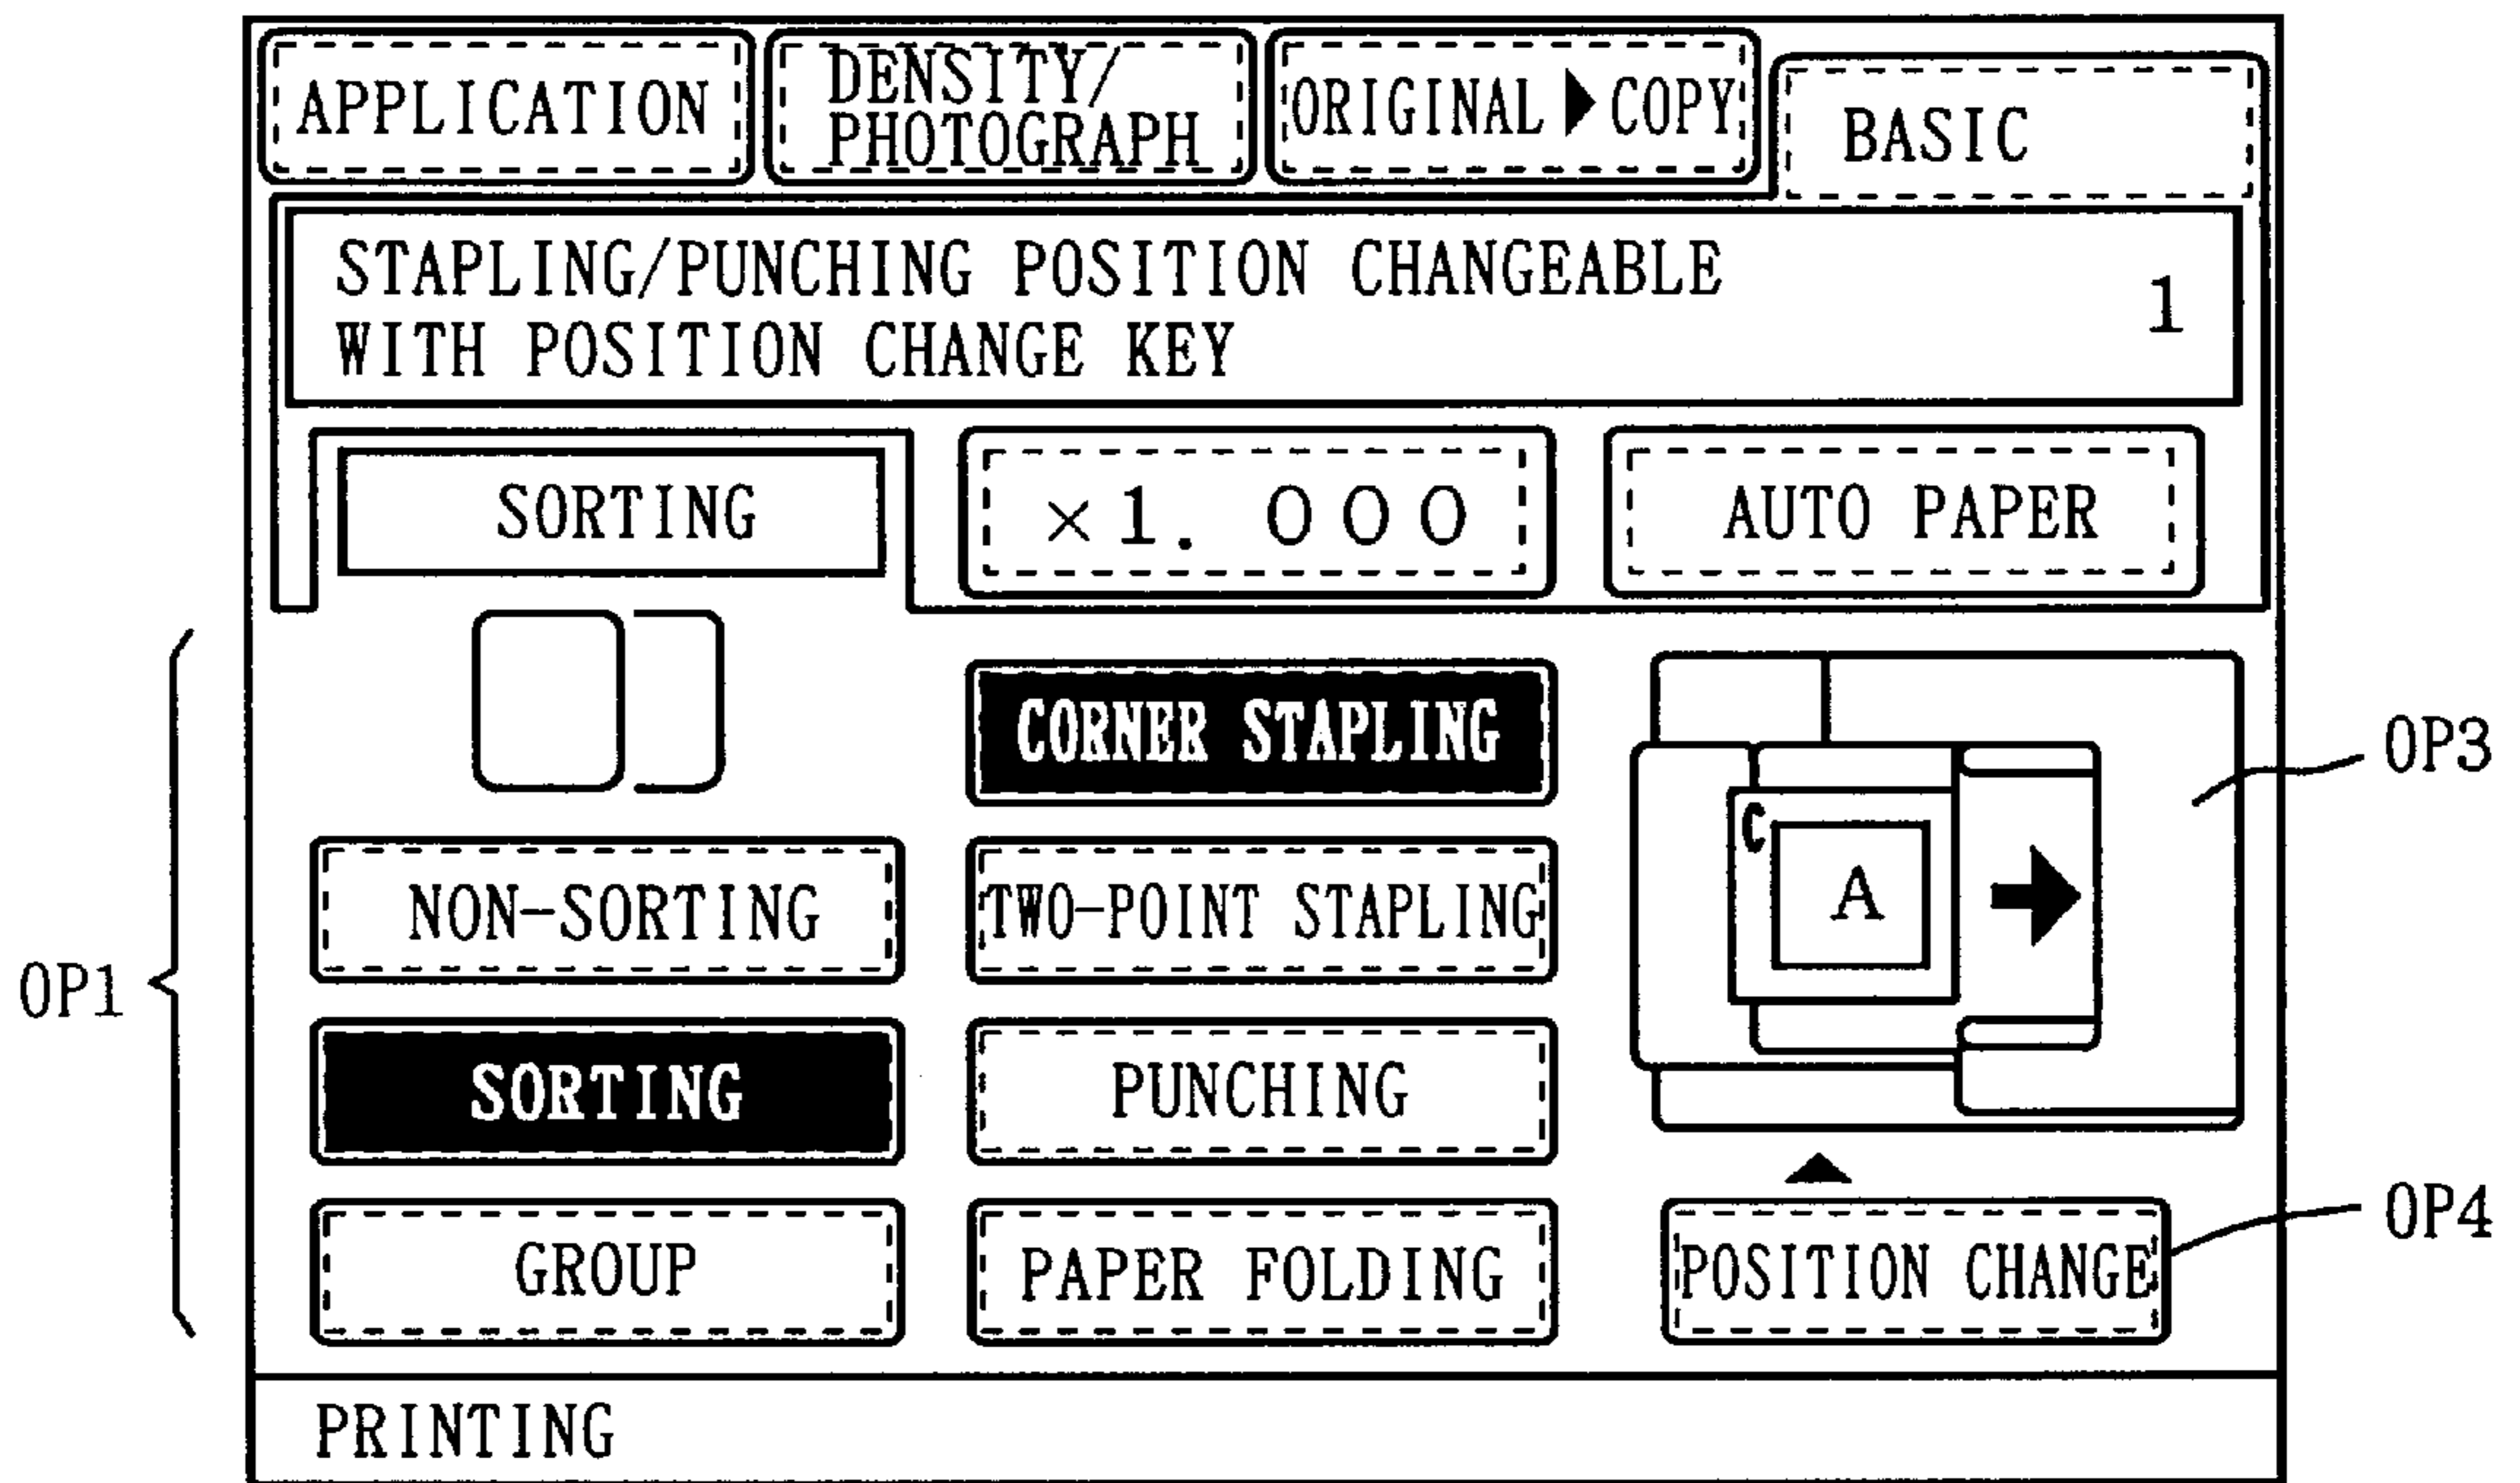 APPLICATION
DENSITY/
PHOTOGRAPH
ORIGINAL ▶ COPY
BASIC
STAPLING/PUNCHING POSITION CHANGEABLE
WITH POSITION CHANGE KEY
1
SORTING
×1. 000
AUTO PAPER
CORNER STAPLING
OP3
C
A
NON-SORTING
TWO-POINT STAPLING
OP1
SORTING
PUNCHING
OP4
GROUP
PAPER FOLDING
POSITION CHANGE
PRINTING